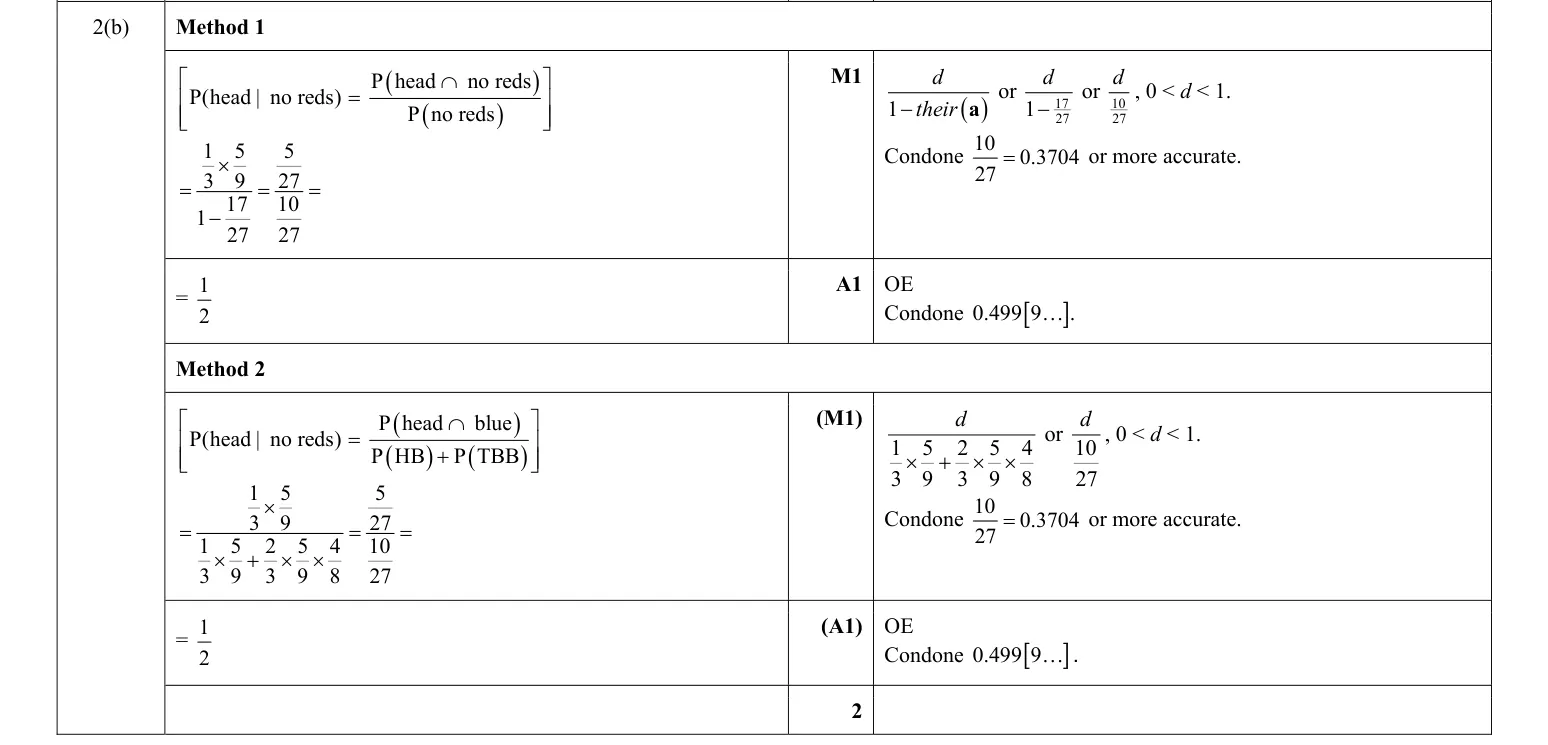 2(b) Method 1
[P(head | no reds) = P(head ∩ no reds) / P(no reds)]
= (1/3 × 5/9) / (1 − 17/27) = (5/27) / (10/27) =
M1
d / (1 − their(a)) or d / (1 − 17/27) or d / (10/27), 0 < d < 1.
Condone 10/27 = 0.3704 or more accurate.
= 1/2
A1
OE
Condone 0.499[9…].
Method 2
[P(head | no reds) = P(head ∩ blue) / (P(HB) + P(TBB))]
= (1/3 × 5/9) / (1/3 × 5/9 + 2/3 × 5/9 × 4/8) = (5/27) / (10/27) =
(M1)
d / (1/3 × 5/9 + 2/3 × 5/9 × 4/8) or d / (10/27), 0 < d < 1.
Condone 10/27 = 0.3704 or more accurate.
= 1/2
(A1)
OE
Condone 0.499[9…].
2